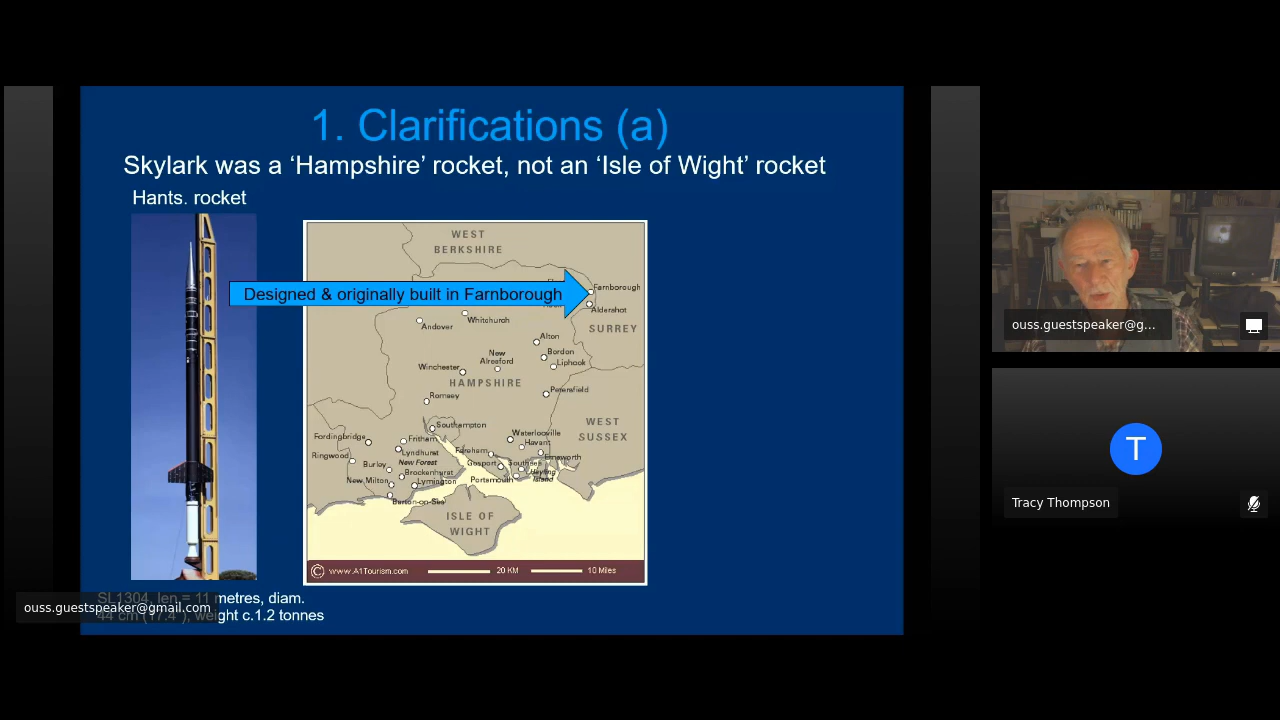 1. Clarifications (a)
Skylark was a ‘Hampshire’ rocket, not an ‘Isle of Wight’ rocket
Hants. rocket
WEST
BERKSHIRE
Designed & originally built in Farnborough
Farnborough
Aldershot
SURREY
Andover
Whitchurch
Alton
Bordon
Liphook
New
Alresford
Winchester
HAMPSHIRE
Petersfield
Romsey
Southampton
WEST
SUSSEX
Waterlooville
Havant
Emsworth
Fordingbridge
Fritham
Fareham
Ringwood
Lyndhurst
Burley
New Forest
Gosport
Southsea
Brockenhurst
Hayling
Island
New Milton
Lymington
Portsmouth
Barton-on-Sea
ISLE OF
WIGHT
© www.A1Tourism.com
20 KM
10 Miles
SL1304, len = 11 metres, diam.
44 cm (17.4"), weight c.1.2 tonnes
ouss.guestspeaker@gmail.com
ouss.guestspeaker@g...
T
Tracy Thompson